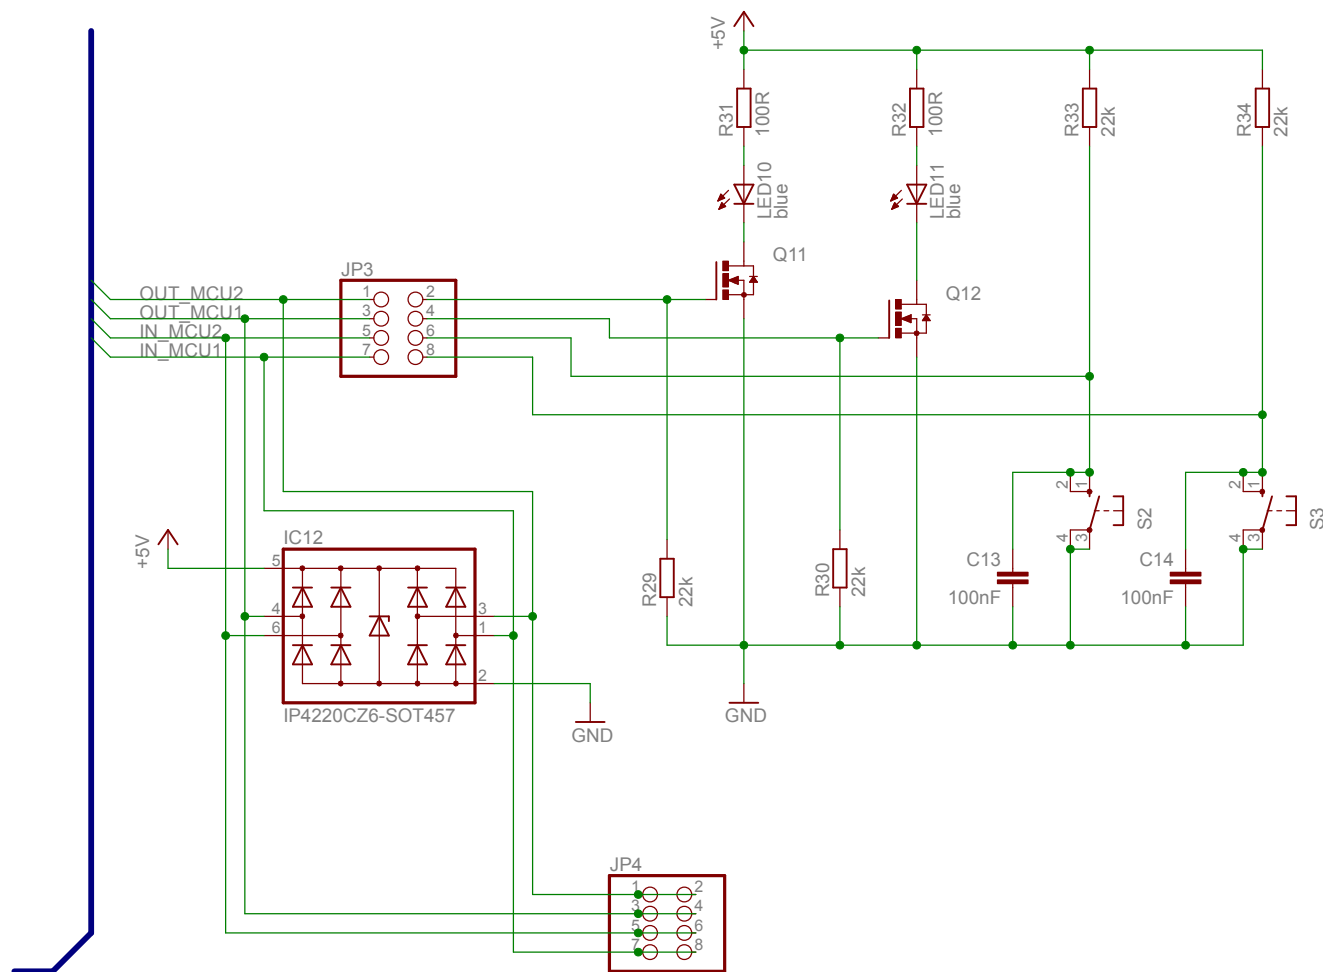 +5V
R31
100R
R32
100R
R33
22k
R34
22k
LED10
blue
LED11
blue
Q11
Q12
JP3
OUT_MCU2
OUT_MCU1
IN_MCU2
IN_MCU1
1 2
3 4
5 6
7 8
2 1
4 3
S2
2 1
4 3
S3
+5V
IC12
5
4
6
3
1
2
IP4220CZ6-SOT457
GND
R29
22k
R30
22k
C13
100nF
C14
100nF
GND
JP4
1 2
3 4
5 6
7 8